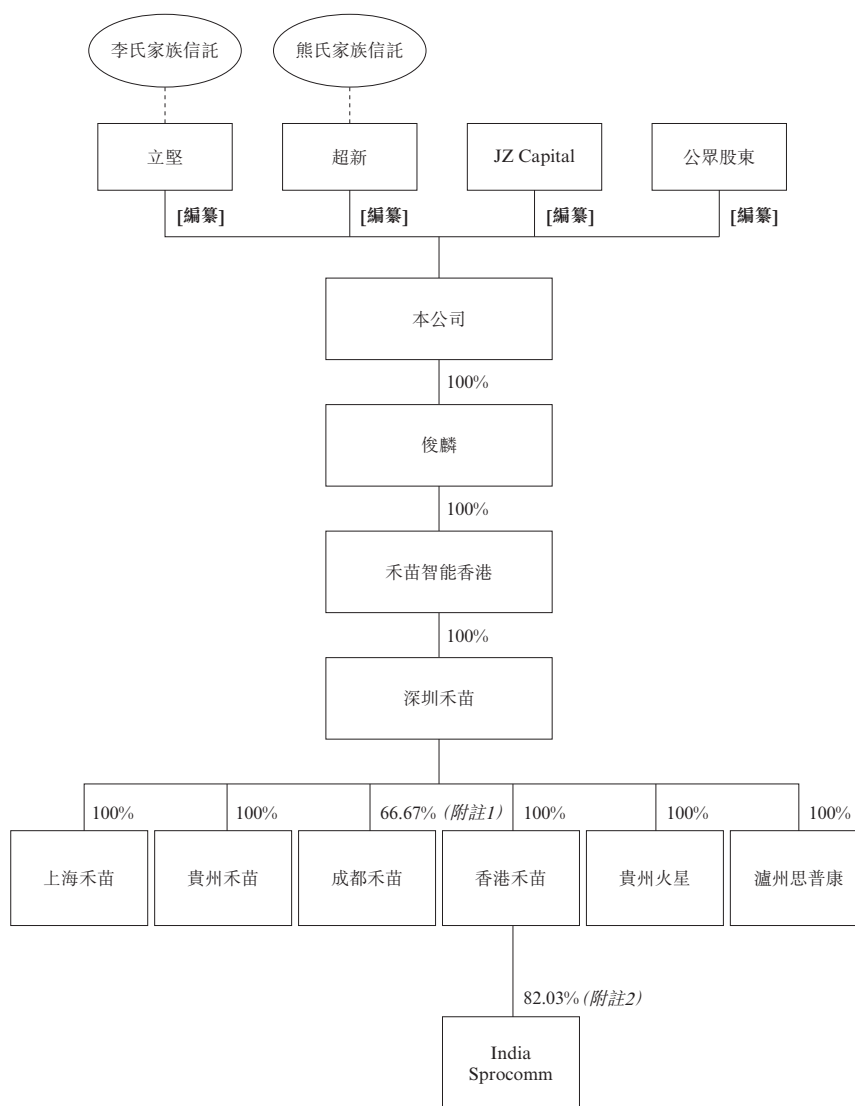 李氏家族信託
熊氏家族信託
立堅
超新
JZ Capital
公眾股東
[編纂]
[編纂]
[編纂]
[編纂]
本公司
100%
俊麟
100%
禾苗智能香港
100%
深圳禾苗
100%
100%
66.67% (附註1)
100%
100%
100%
上海禾苗
貴州禾苗
成都禾苗
香港禾苗
貴州火星
瀘州思普康
82.03% (附註2)
India
Sprocomm